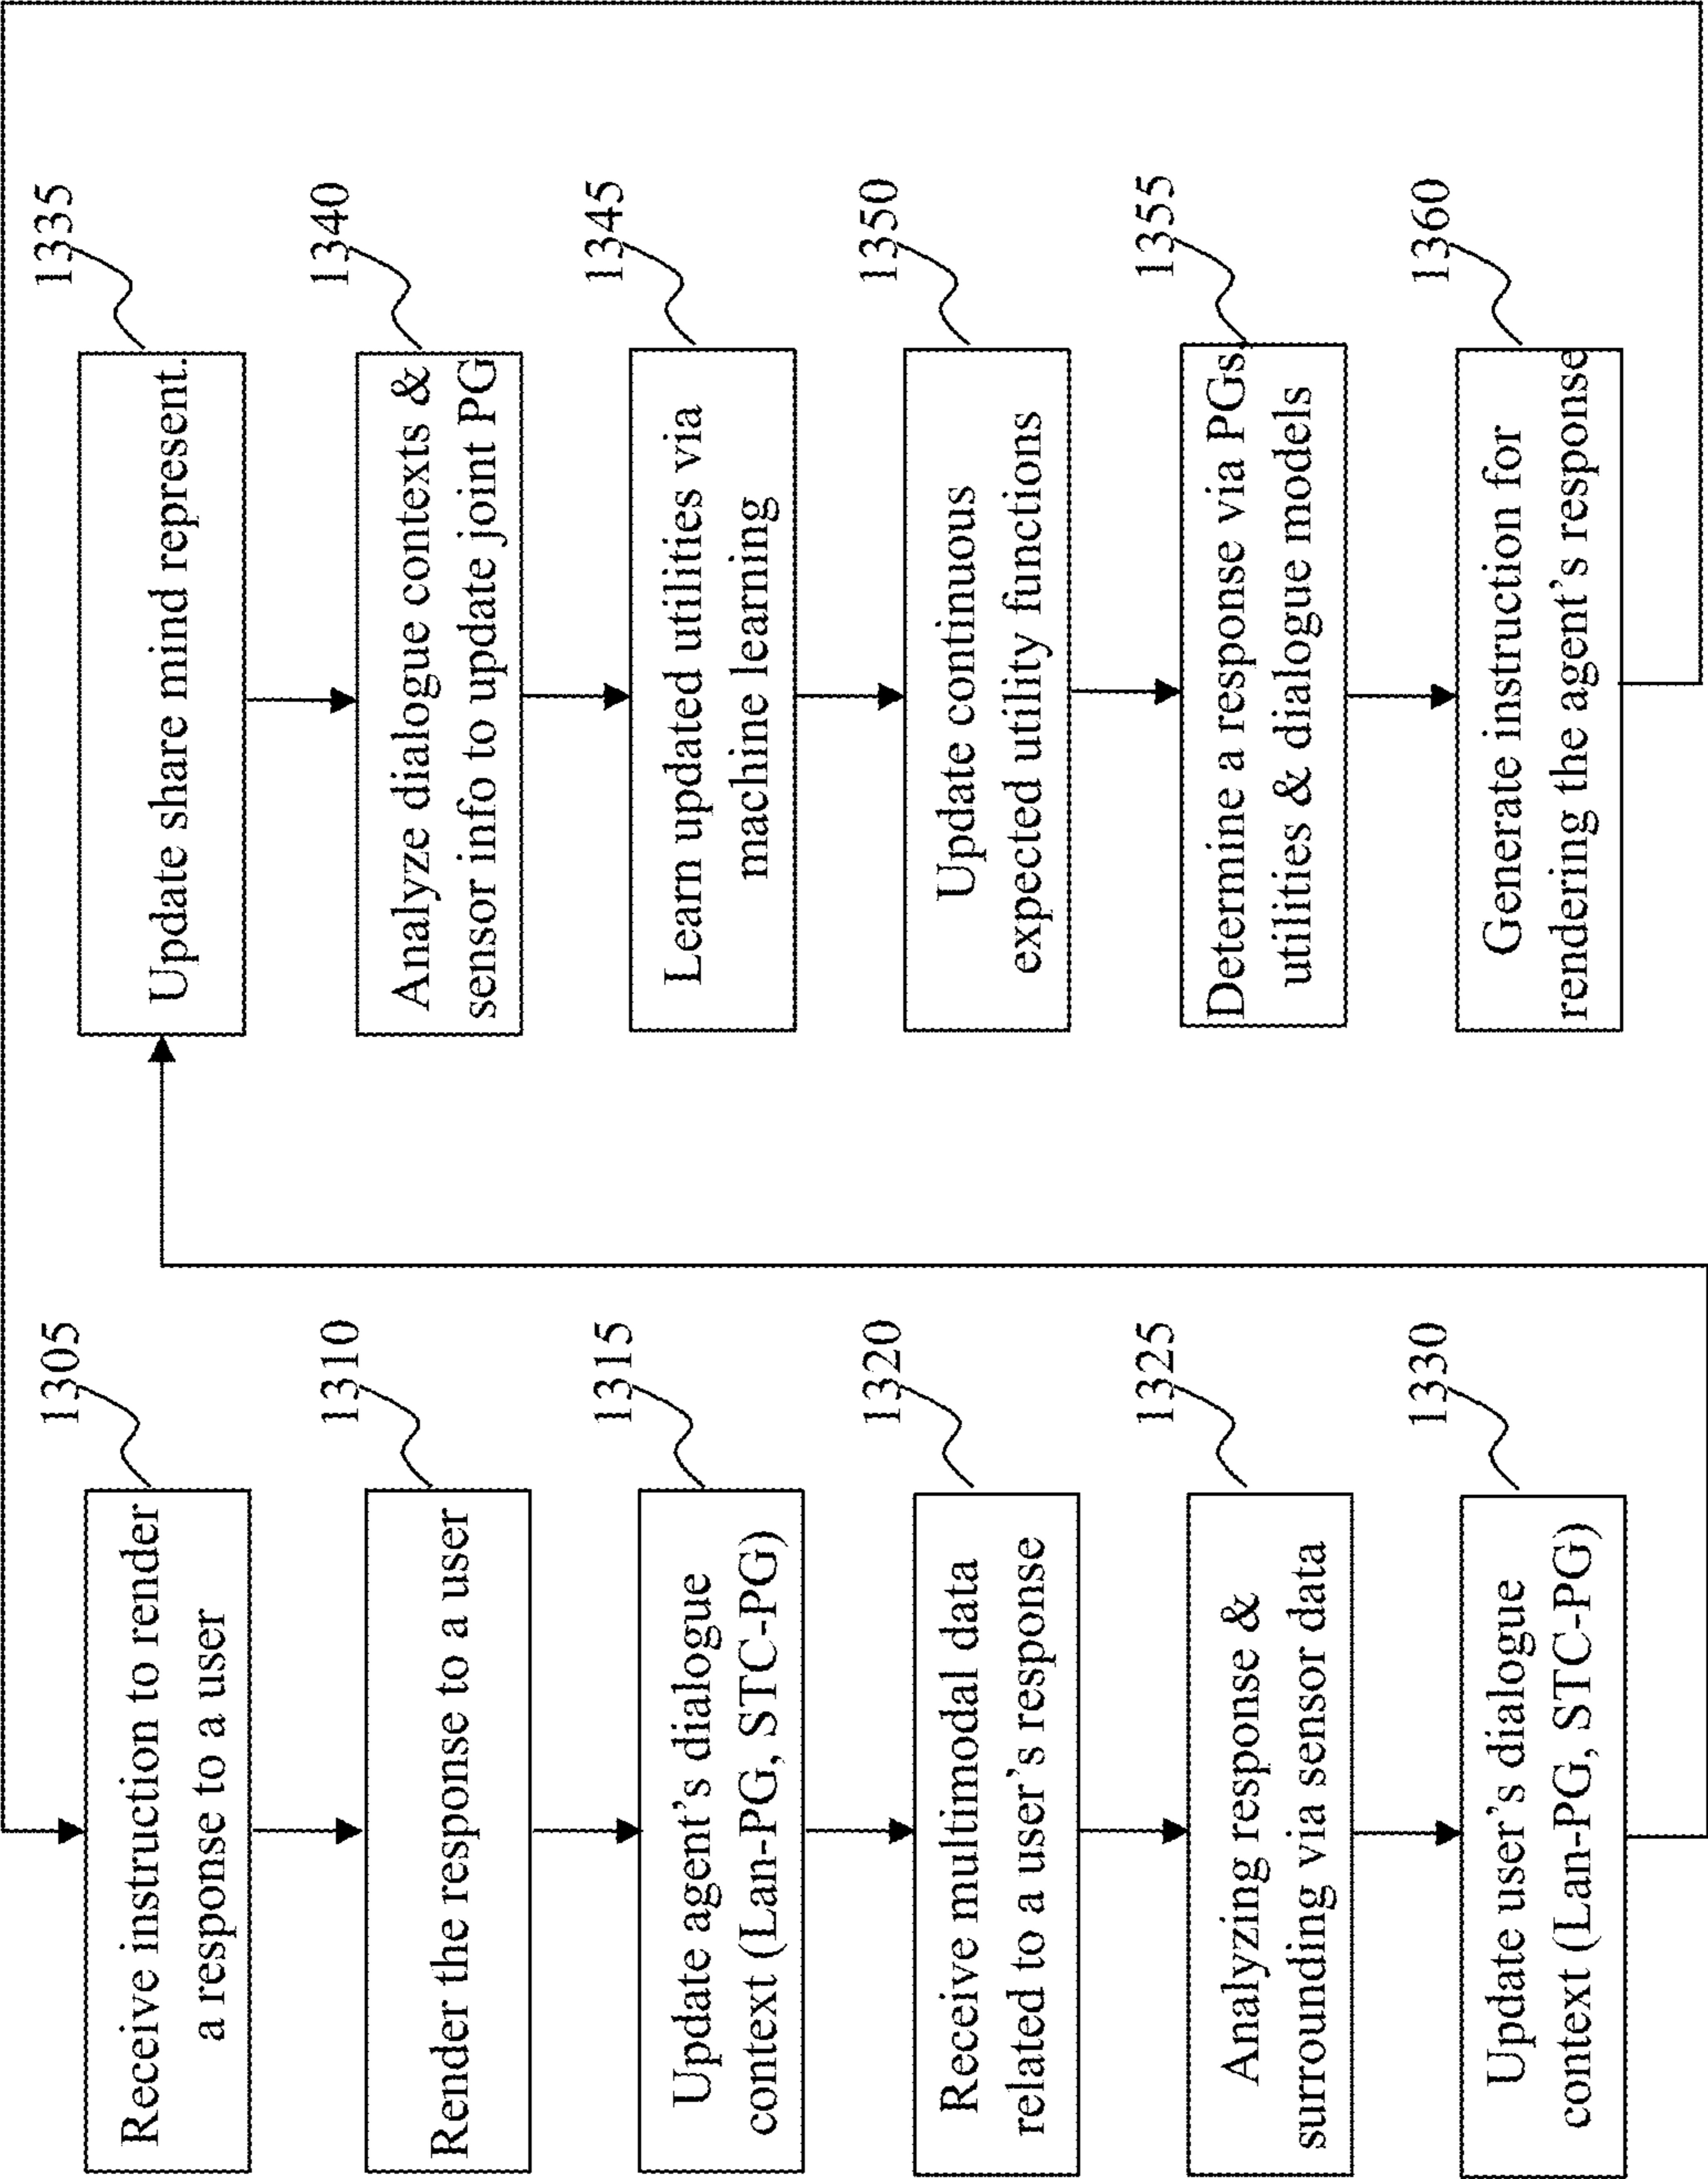 1305
Receive instruction to render
a response to a user
1310
Render the response to a user
1315
Update agent's dialogue
context (Lan-PG, STC-PG)
1320
Receive multimodal data
related to a user's response
1325
Analyzing response &
surrounding via sensor data
1330
Update user's dialogue
context (Lan-PG, STC-PG)
1335
Update share mind represent.
1340
Analyze dialogue contexts &
sensor info to update joint PG
1345
Learn updated utilities via
machine learning
1350
Update continuous
expected utility functions
1355
Determine a response via PGs,
utilities & dialogue models
1360
Generate instruction for
rendering the agent's response